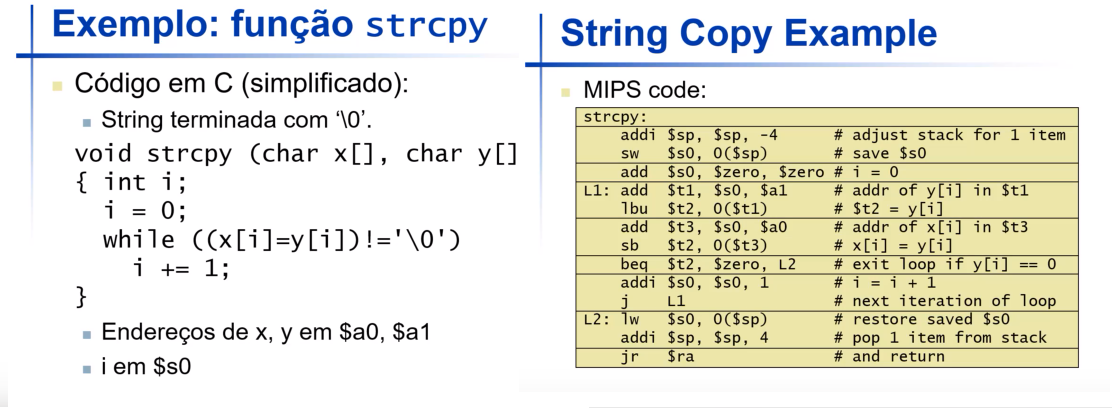 Exemplo: função strcpy
Código em C (simplificado):
String terminada com ‘\0’.
void strcpy (char x[], char y[]
{ int i;
i = 0;
while ((x[i]=y[i])!='\0')
i += 1;
}
Endereços de x, y em $a0, $a1
i em $s0
String Copy Example
MIPS code:
strcpy:
addi $sp, $sp, -4 # adjust stack for 1 item
sw $s0, 0($sp) # save $s0
add $s0, $zero, $zero # i = 0
L1: add $t1, $s0, $a1 # addr of y[i] in $t1
lbu $t2, 0($t1) # $t2 = y[i]
add $t3, $s0, $a0 # addr of x[i] in $t3
sb $t2, 0($t3) # x[i] = y[i]
beq $t2, $zero, L2 # exit loop if y[i] == 0
addi $s0, $s0, 1 # i = i + 1
j L1 # next iteration of loop
L2: lw $s0, 0($sp) # restore saved $s0
addi $sp, $sp, 4 # pop 1 item from stack
jr $ra # and return